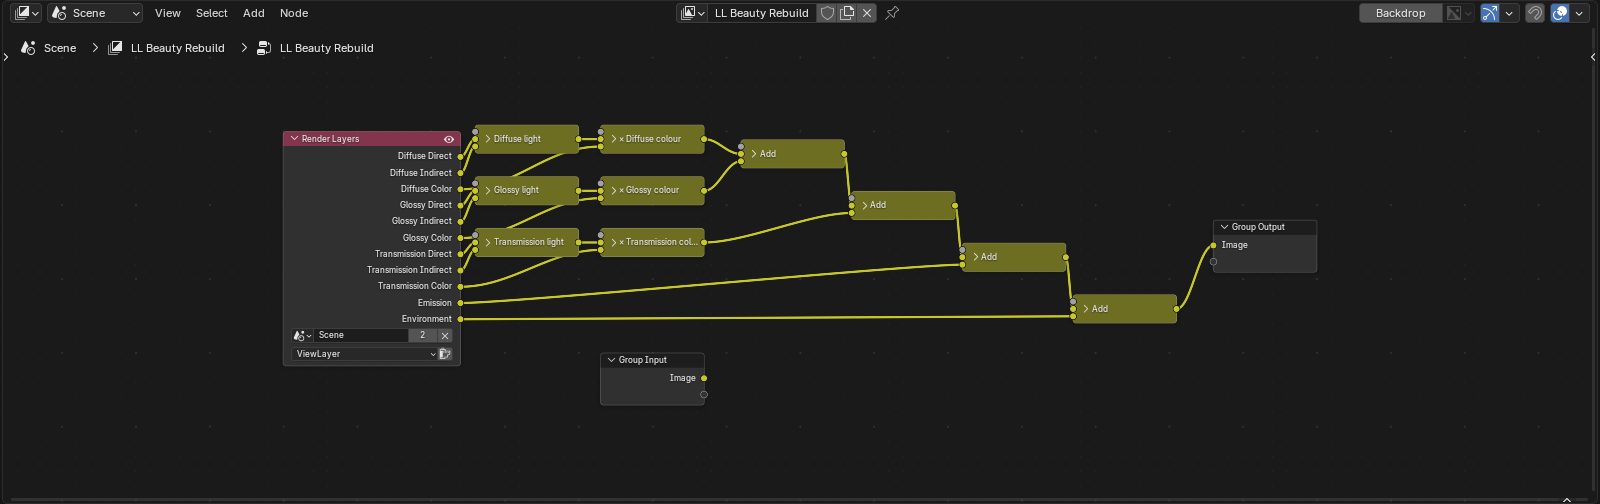 Scene View Select Add Node LL Beauty Rebuild Backdrop
Scene LL Beauty Rebuild LL Beauty Rebuild
Render Layers
Diffuse Direct
Diffuse Indirect
Diffuse Color
Glossy Direct
Glossy Indirect
Glossy Color
Transmission Direct
Transmission Indirect
Transmission Color
Emission
Environment
Scene 2
ViewLayer
Diffuse light
× Diffuse colour
Glossy light
× Glossy colour
Transmission light
× Transmission col...
Add
Add
Add
Add
Group Output
Image
Group Input
Image